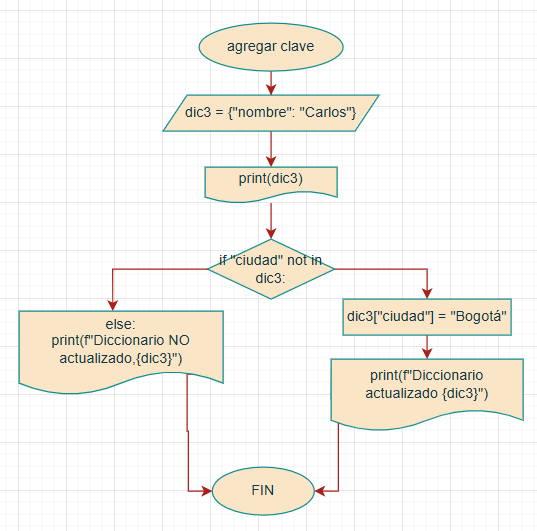 agregar clave
dic3 = {"nombre": "Carlos"}
print(dic3)
if "ciudad" not in
dic3:
else:
print(f"Diccionario NO
actualizado,{dic3}")
dic3["ciudad"] = "Bogotá"
print(f"Diccionario
actualizado {dic3}")
FIN